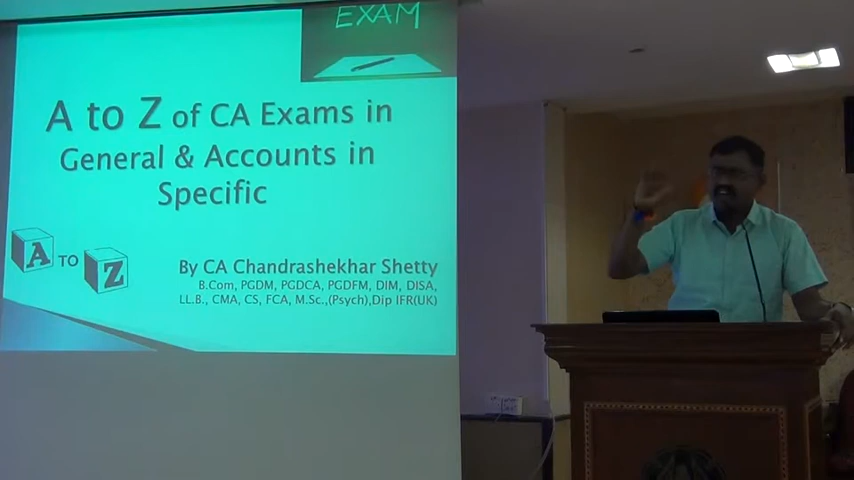 EXAM
A to Z of CA Exams in
General & Accounts in
Specific
A TO Z
By CA Chandrashekhar Shetty
B.Com, PGDM, PGDCA, PGDFM, DIM, DISA,
LL.B., CMA, CS, FCA, M.Sc.,(Psych),Dip IFR(UK)